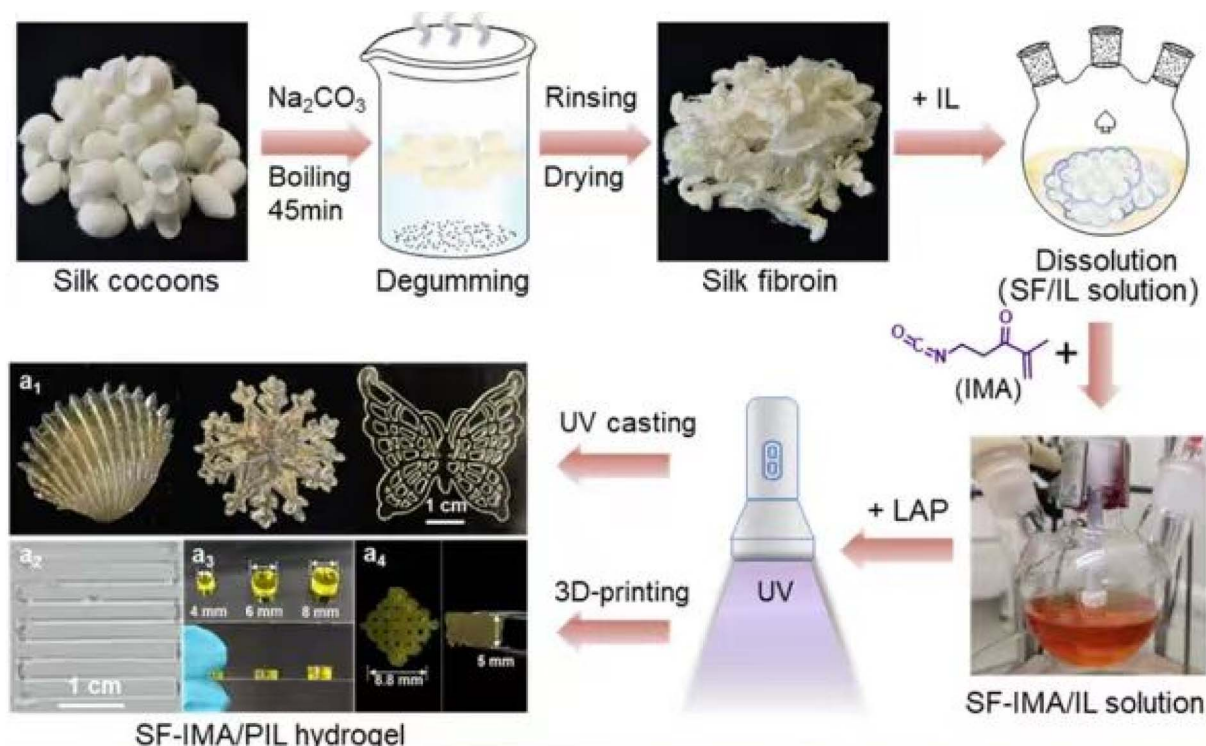 Na₂CO₃
Boiling
45min
Rinsing
Drying
+ IL
Silk cocoons
Degumming
Silk fibroin
Dissolution
(SF/IL solution)
O=C=N
O
(IMA)
+
a₁
1 cm
UV casting
+ LAP
UV
3D-printing
a₂
1 cm
a₃
4 mm
6 mm
8 mm
a₄
8.8 mm
5 mm
SF-IMA/PIL hydrogel
SF-IMA/IL solution